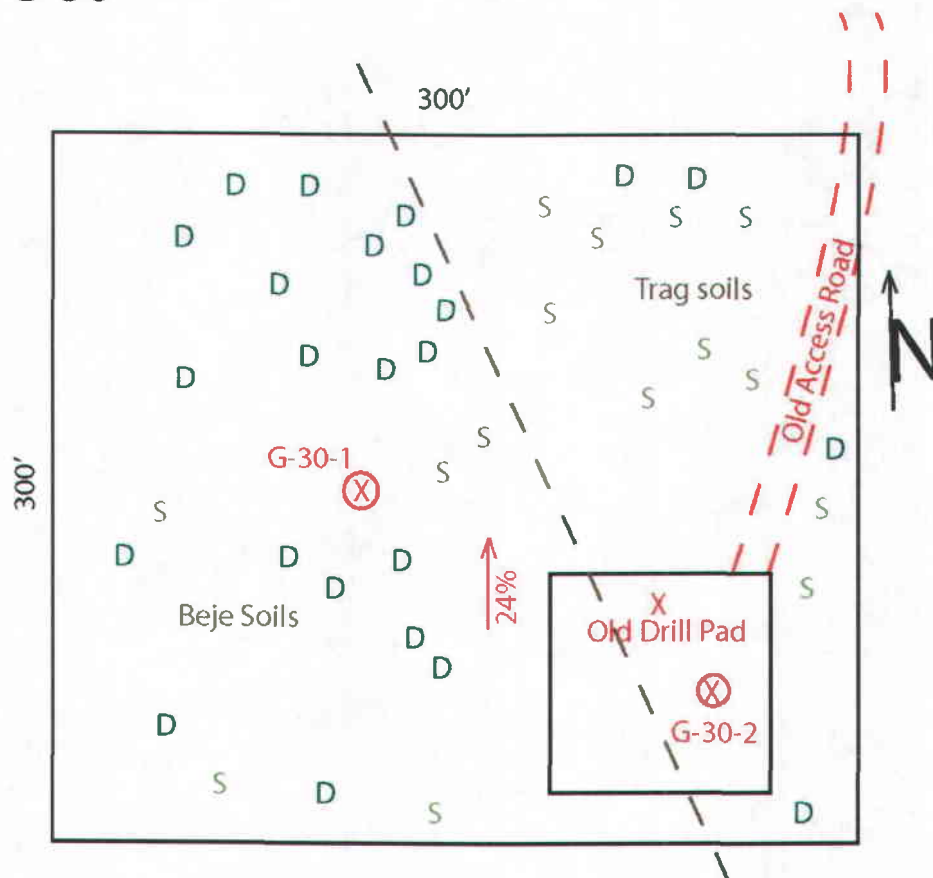 300'
D D D D
D S S S
D D S
D D Trag soils
D S
D D D D S
D S S
Old Access Road
N
D
S
S
G-30-1
X
300'
S S
D D D
D S
24%
Beje Soils
X
Old Drill Pad
D
D
X
G-30-2
D
S D
S D